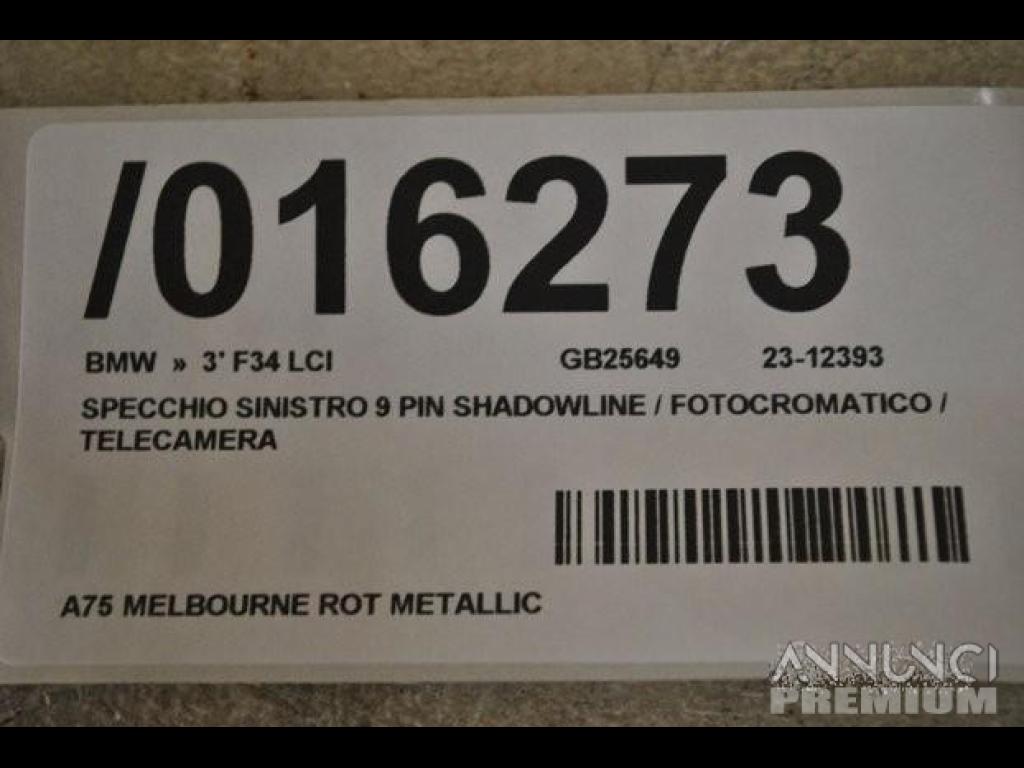 /016273
BMW » 3' F34 LCI GB25649 23-12393
SPECCHIO SINISTRO 9 PIN SHADOWLINE / FOTOCROMATICO /
TELECAMERA
A75 MELBOURNE ROT METALLIC
ANNUNCI
PREMIUM